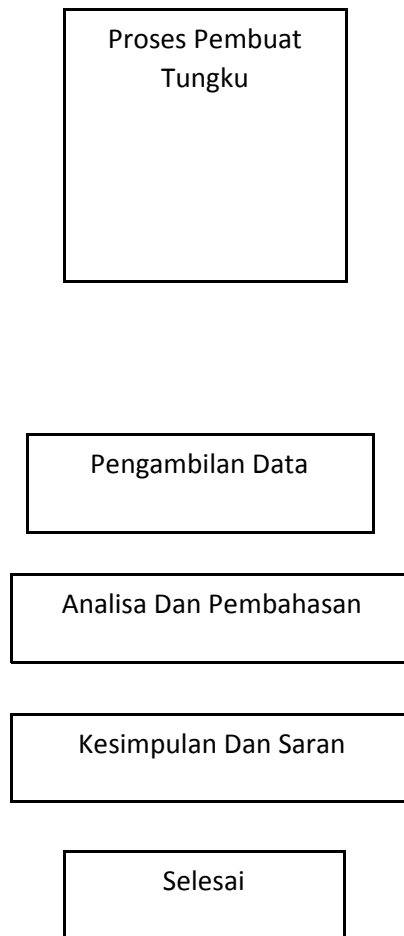 Proses Pembuat
Tungku
Pengambilan Data
Analisa Dan Pembahasan
Kesimpulan Dan Saran
Selesai